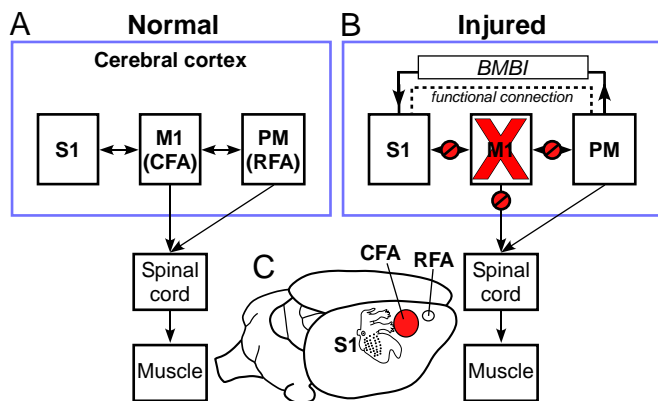 A
Normal
Cerebral cortex
S1
M1
(CFA)
PM
(RFA)
Spinal
cord
Muscle
B
Injured
BMBI
functional connection
S1
M1
PM
Spinal
cord
Muscle
C
CFA
RFA
S1